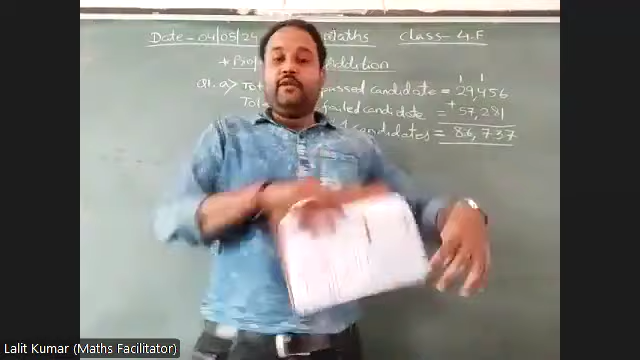 Date - 04/05/24 Maths Class- 4.F
Addition
Q1. a> passed candidate = 29,456
failed candidate = + 57,281
candidates = 86,737
Lalit Kumar (Maths Facilitator)